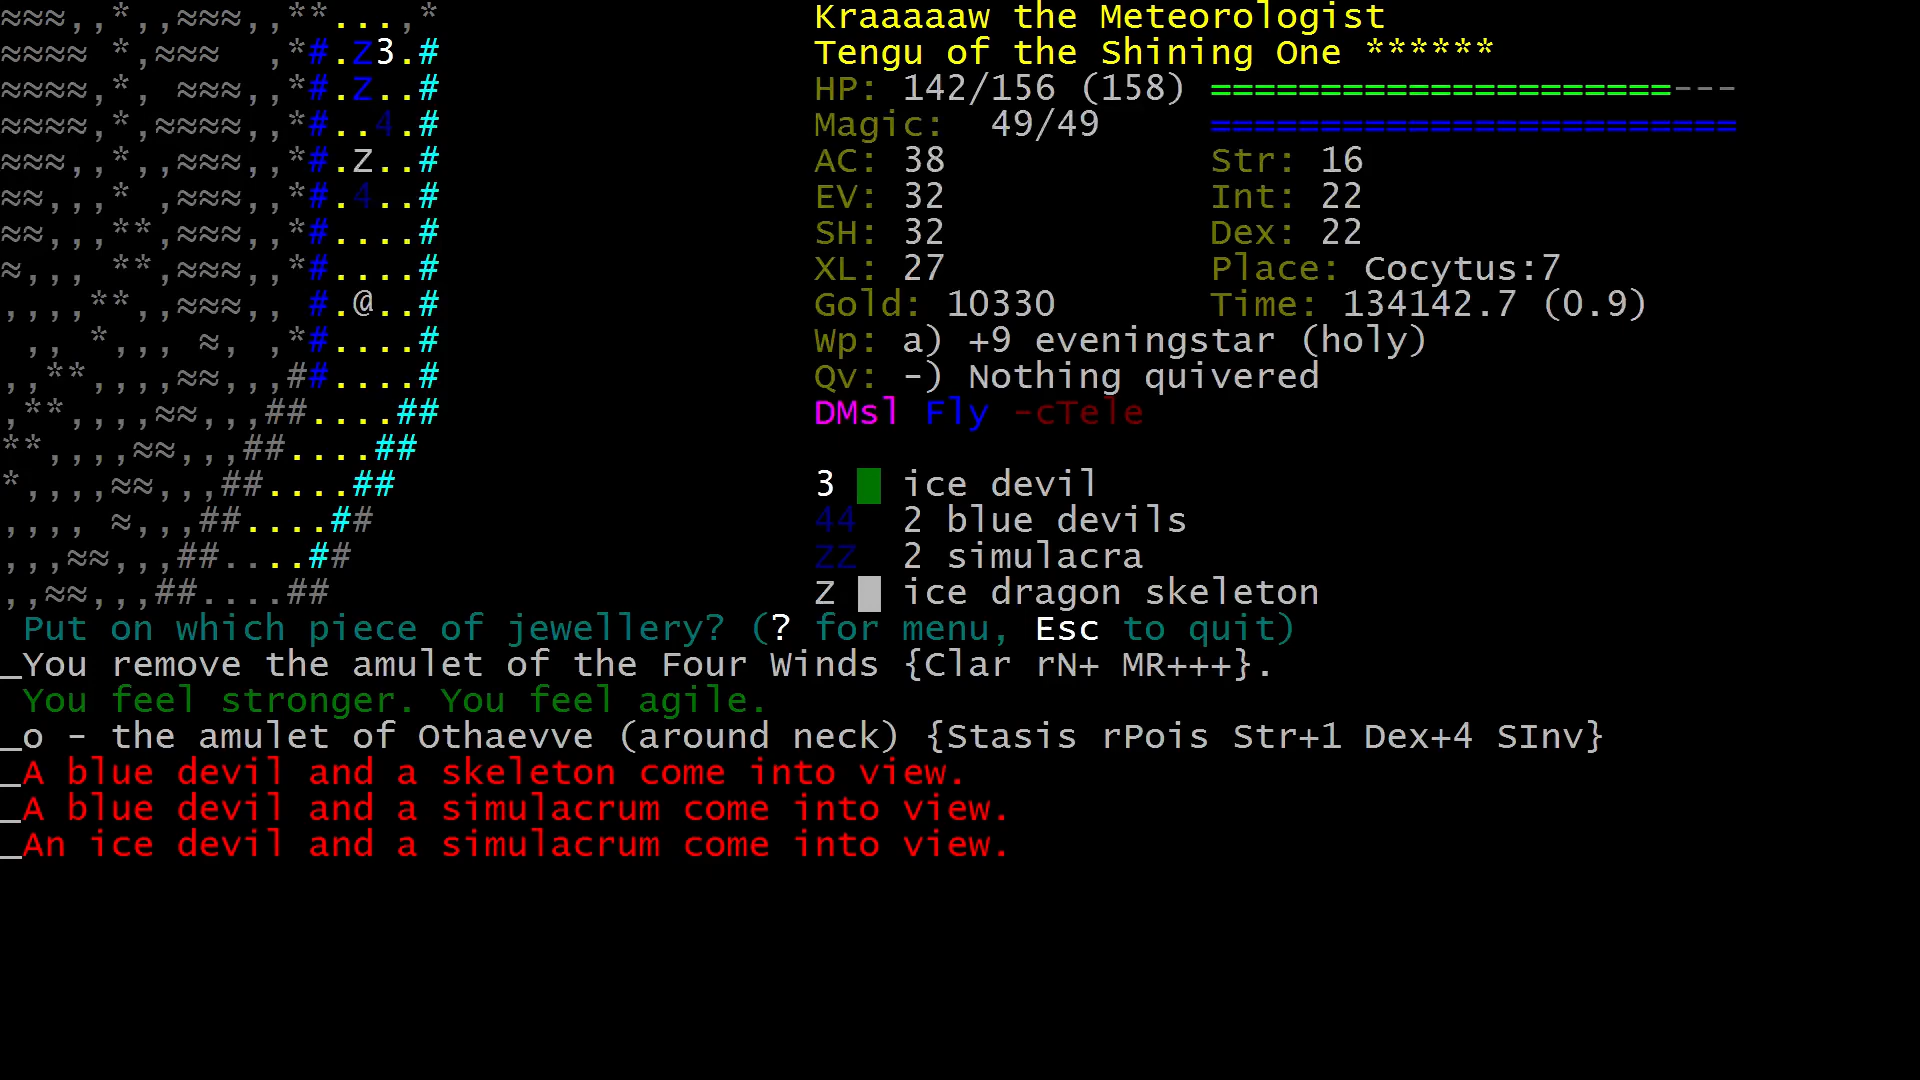 ≈≈≈,,*,,≈≈≈,,**...,*  Kraaaaaw the Meteorologist
≈≈≈≈ *,≈≈≈  ,*#.z3.#  Tengu of the Shining One ******
≈≈≈≈,*, ≈≈≈,,*#.Z..#  HP: 142/156 (158) =====================---
≈≈≈≈,*,≈≈≈≈,,*#..4.#  Magic:  49/49 ========================
≈≈≈,,*,,≈≈≈,,*#.Z..#  AC: 38 Str: 16
≈≈,,,* ,≈≈≈,,*#.4..#  EV: 32 Int: 22
≈≈,,,**,≈≈≈,,*#....#  SH: 32 Dex: 22
≈,,, **,≈≈≈,,*#....#  XL: 27 Place: Cocytus:7
,,,,**,,≈≈≈,, #.@..#  Gold: 10330 Time: 134142.7 (0.9)
 ,, *,,, ≈, ,*#....#  Wp: a) +9 eveningstar (holy)
,,**,,,,≈≈,,,##....#  Qv: -) Nothing quivered
,**,,,,≈≈,,,##....##  DMsl Fly -cTele
**,,,,≈≈,,,##....##
*,,,,≈≈,,,##....##  3 ice devil
,,,, ≈,,,##....##  44 2 blue devils
,,,≈≈,,,##....##  zz 2 simulacra
,,≈≈,,,##....##  Z ice dragon skeleton
Put on which piece of jewellery? (? for menu, Esc to quit)
_You remove the amulet of the Four Winds {Clar rN+ MR+++}.
You feel stronger. You feel agile.
_o - the amulet of Othaevve (around neck) {Stasis rPois Str+1 Dex+4 SInv}
_A blue devil and a skeleton come into view.
_A blue devil and a simulacrum come into view.
_An ice devil and a simulacrum come into view.